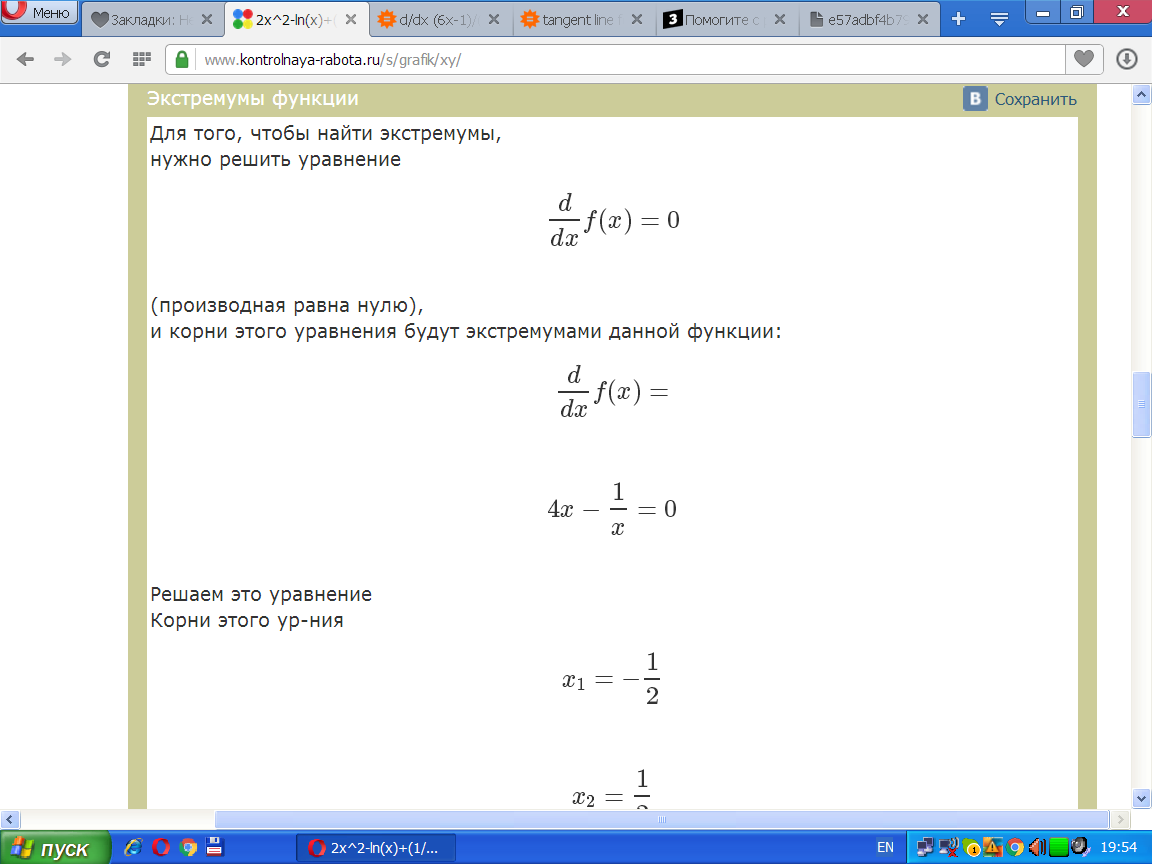 Меню
Закладки: Не
2x^2-ln(x)+(
d/dx (6x-1)/
tangent line f
Помогите с
e57adbf4b79
www.kontrolnaya-rabota.ru/s/grafik/xy/
Экстремумы функции
B Сохранить
Для того, чтобы найти экстремумы,
нужно решить уравнение
d/dx f(x) = 0
(производная равна нулю),
и корни этого уравнения будут экстремумами данной функции:
d/dx f(x) =
4x − 1/x = 0
Решаем это уравнение
Корни этого ур-ния
x₁ = −1/2
x₂ = 1/2
пуск
2x^2-ln(x)+(1/...
EN
19:54